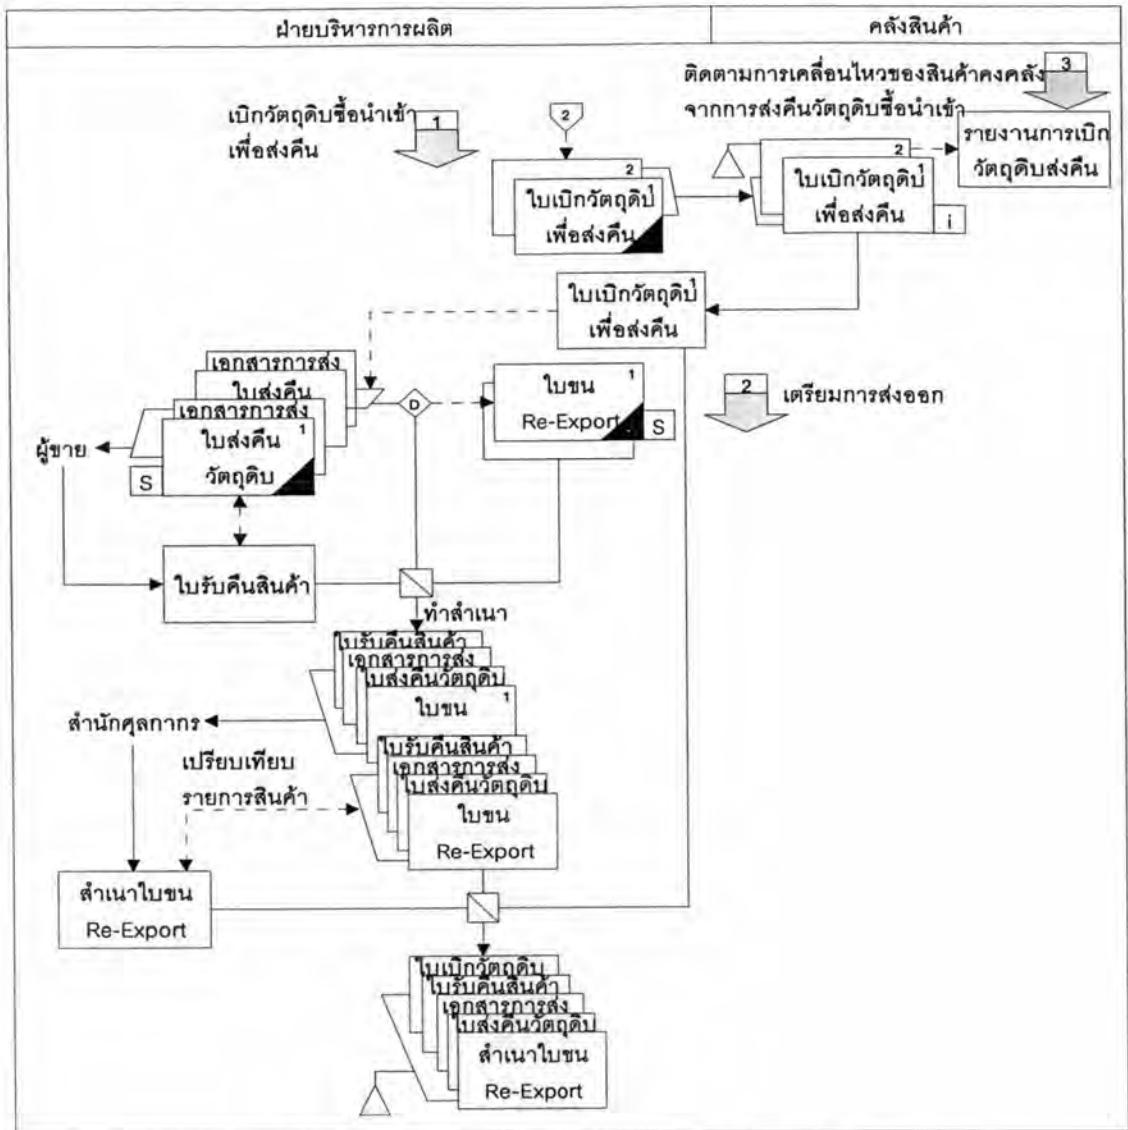 ฝ่ายบริหารการผลิต
คลังสินค้า
เบิกวัตถุดิบซื้อนำเข้า
เพื่อส่งคืน
1
2
ติดตามการเคลื่อนไหวของสินค้าคงคลัง
จากการส่งคืนวัตถุดิบซื้อนำเข้า
3
รายงานการเบิก
วัตถุดิบส่งคืน
2
ใบเบิกวัตถุดิบ 1
เพื่อส่งคืน
2
ใบเบิกวัตถุดิบ 1
เพื่อส่งคืน
i
ใบเบิกวัตถุดิบ 1
เพื่อส่งคืน
เอกสารการส่ง
ใบส่งคืน
เอกสารการส่ง
ใบส่งคืน 1
วัตถุดิบ
S
ผู้ขาย
D
ใบขน 1
Re-Export
S
2
เตรียมการส่งออก
ใบรับคืนสินค้า
ทำสำเนา
ใบรับคืนสินค้า
เอกสารการส่ง
ใบส่งคืนวัตถุดิบ
ใบขน 1
สำนักศุลกากร
เปรียบเทียบ
รายการสินค้า
ใบรับคืนสินค้า
เอกสารการส่ง
ใบส่งคืนวัตถุดิบ
ใบขน
Re-Export
สำเนาใบขน
Re-Export
ใบเบิกวัตถุดิบ
ใบรับคืนสินค้า
เอกสารการส่ง
ใบส่งคืนวัตถุดิบ
สำเนาใบขน
Re-Export